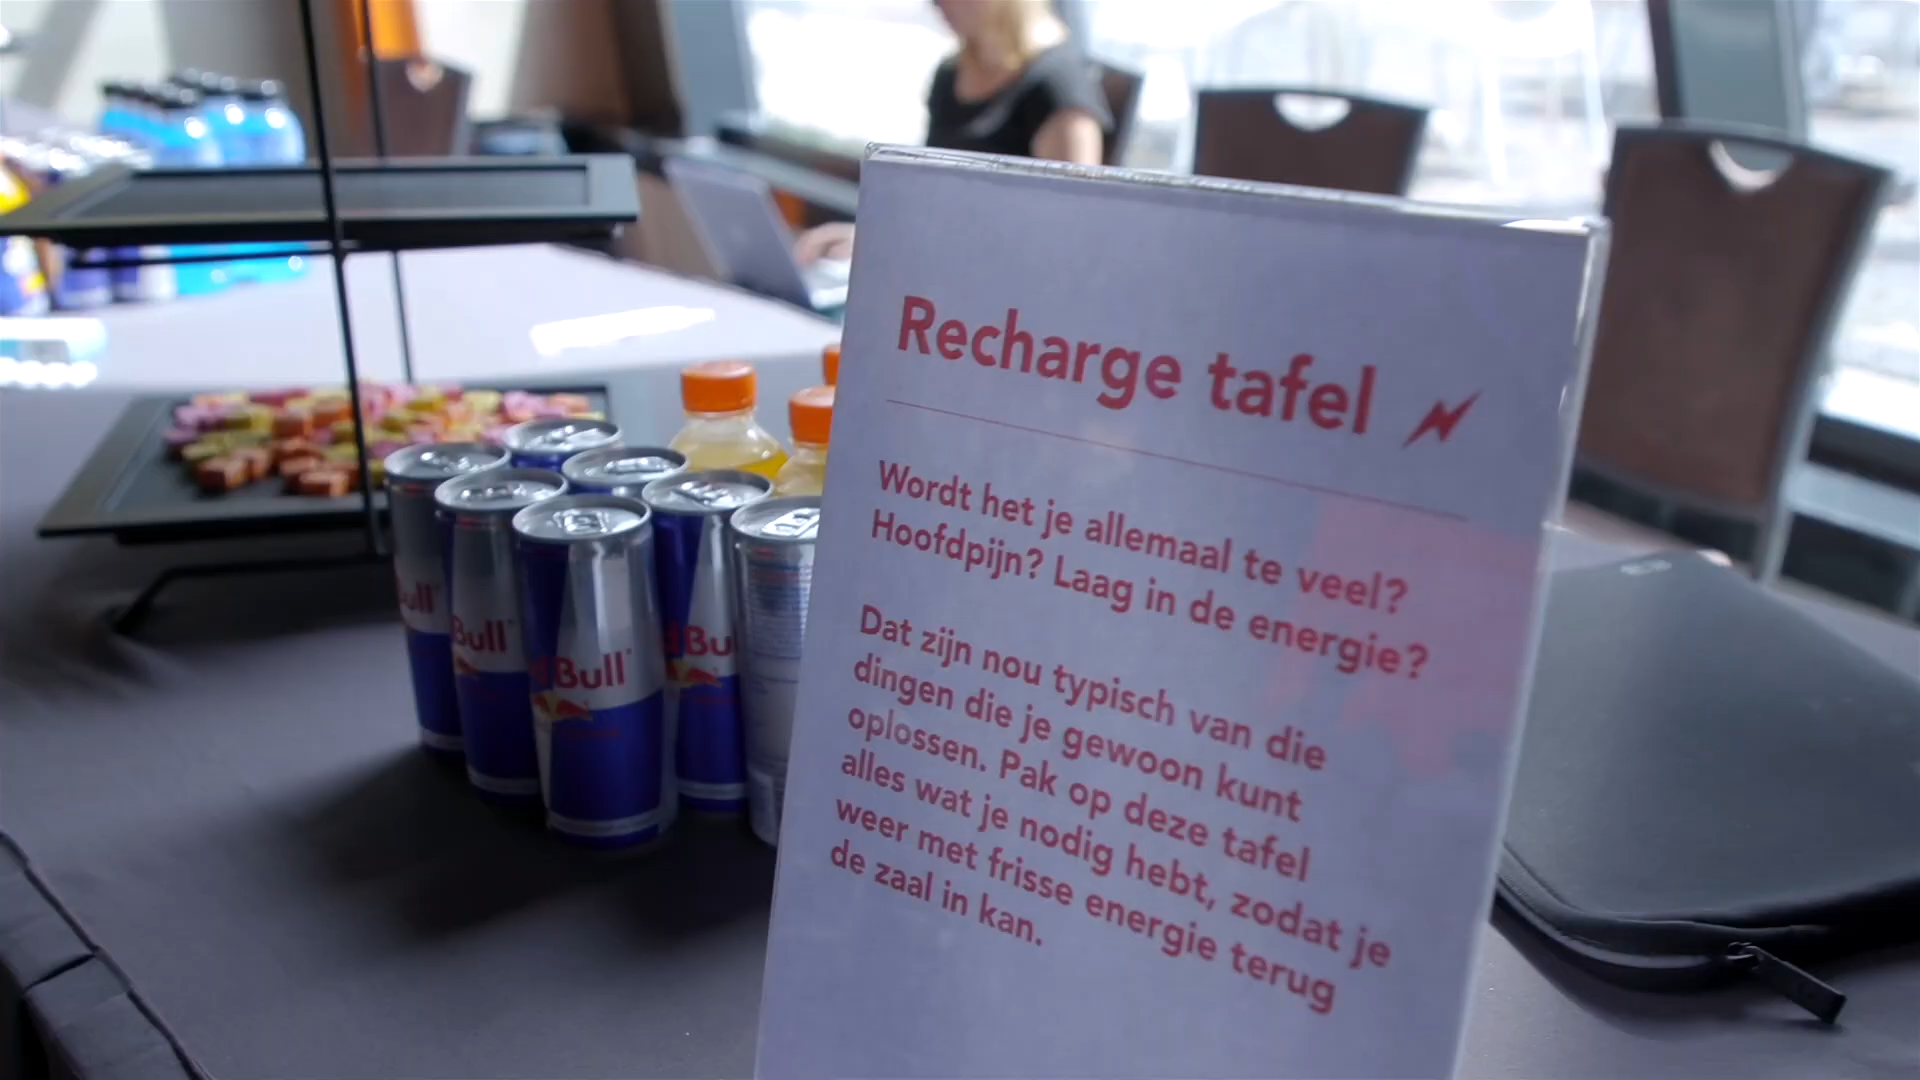 Recharge tafel
Wordt het je allemaal te veel?
Hoofdpijn? Laag in de energie?
Dat zijn nou typisch van die
dingen die je gewoon kunt
oplossen. Pak op deze tafel
alles wat je nodig hebt, zodat je
weer met frisse energie terug
de zaal in kan.
Bull
Bull
Bull
Bu